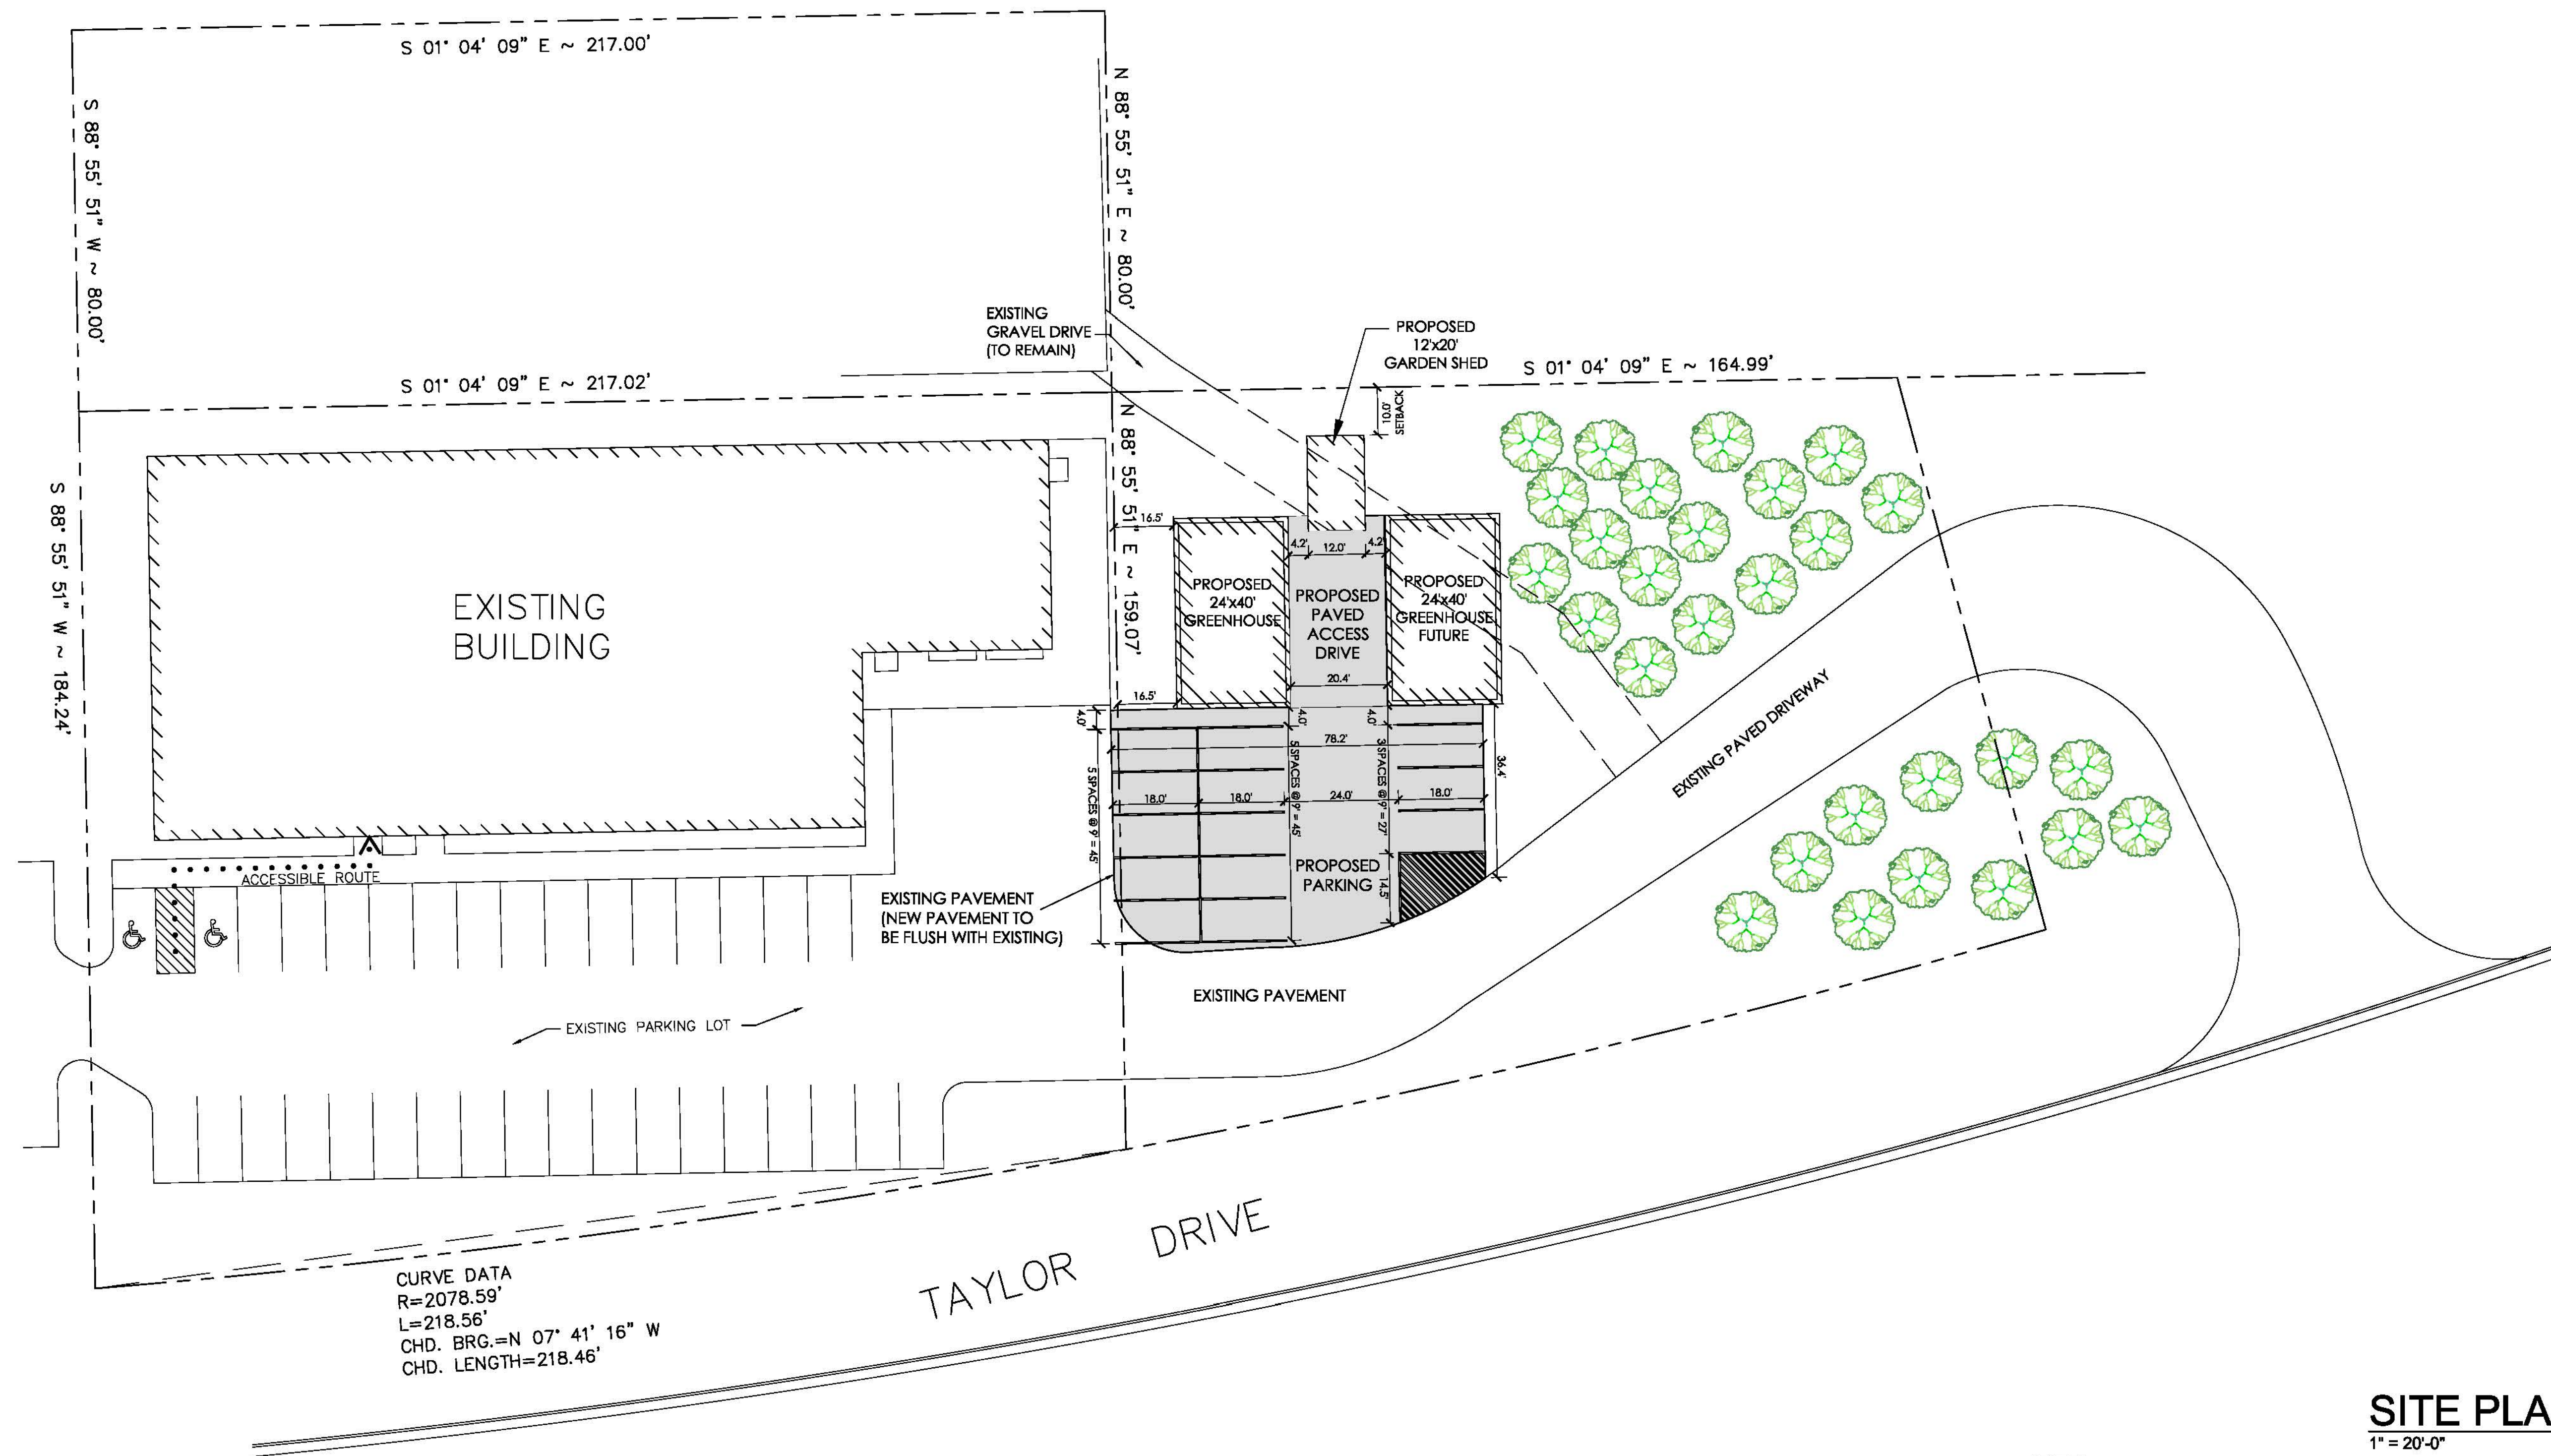 S 01° 04' 09" E ~ 217.00'
S 88° 55' 51" W ~ 80.00'
N 88° 55' 51" E ~ 80.00'
EXISTING
GRAVEL DRIVE
(TO REMAIN)
PROPOSED
12'x20'
GARDEN SHED
S 01° 04' 09" E ~ 164.99'
S 01° 04' 09" E ~ 217.02'
10.0'
SETBACK
N 88° 55' 51" E ~ 159.07'
S 88° 55' 51" W ~ 184.24'
EXISTING
BUILDING
16.5'
4.2'
12.0'
4.2'
PROPOSED
24'x40'
GREENHOUSE
PROPOSED
PAVED
ACCESS
DRIVE
PROPOSED
24'x40'
GREENHOUSE
FUTURE
20.4'
16.5'
4.0'
4.0'
4.0'
78.2'
36.4'
5 SPACES @ 9' = 45'
5 SPACES @ 9' = 45'
3 SPACES @ 9' = 27'
18.0'
18.0'
24.0'
18.0'
14.5'
PROPOSED
PARKING
EXISTING PAVED DRIVEWAY
ACCESSIBLE ROUTE
EXISTING PAVEMENT
(NEW PAVEMENT TO
BE FLUSH WITH EXISTING)
EXISTING PAVEMENT
EXISTING PARKING LOT
TAYLOR DRIVE
CURVE DATA
R=2078.59'
L=218.56'
CHD. BRG.=N 07° 41' 16" W
CHD. LENGTH=218.46'
SITE PLA
1" = 20'-0"